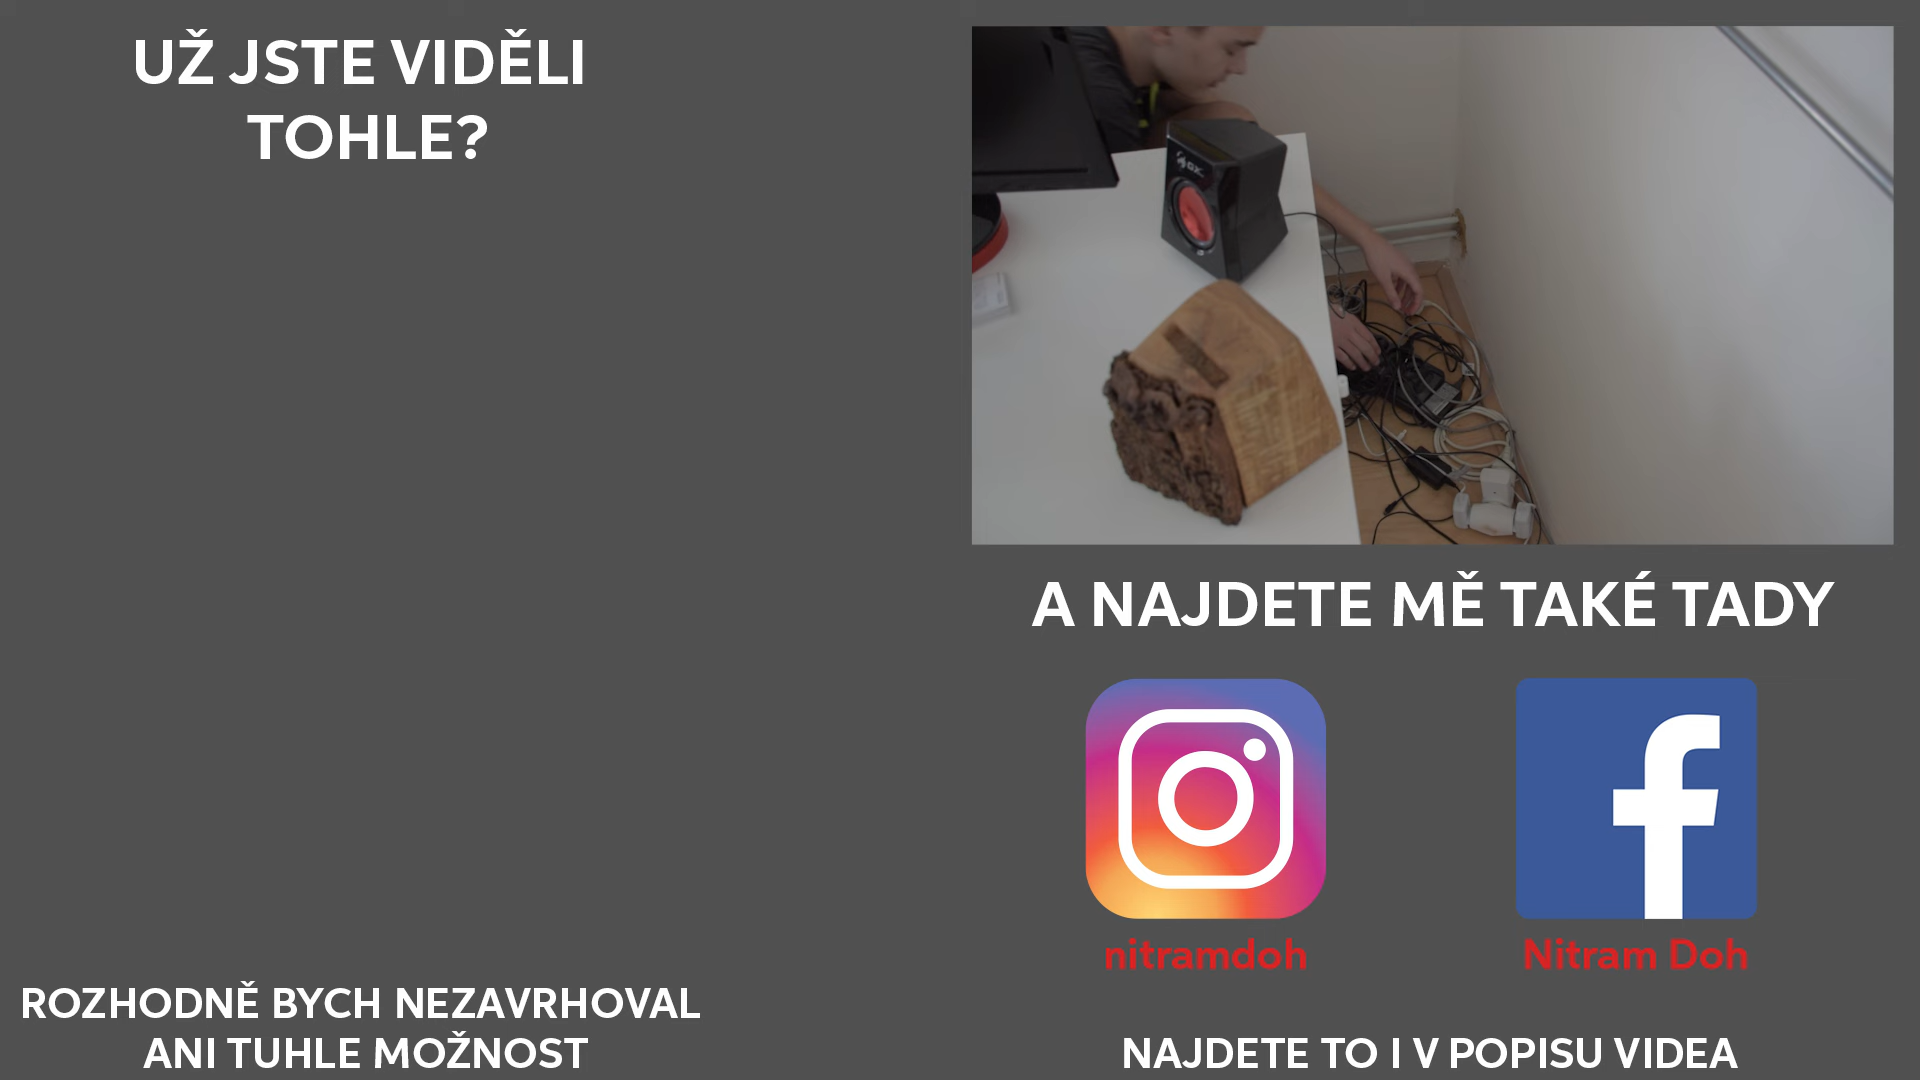 UŽ JSTE VIDĚLI
TOHLE?
GX
A NAJDETE MĚ TAKÉ TADY
nitramdoh
Nitram Doh
ROZHODNĚ BYCH NEZAVRHOVAL
ANI TUHLE MOŽNOST
NAJDETE TO I V POPISU VIDEA